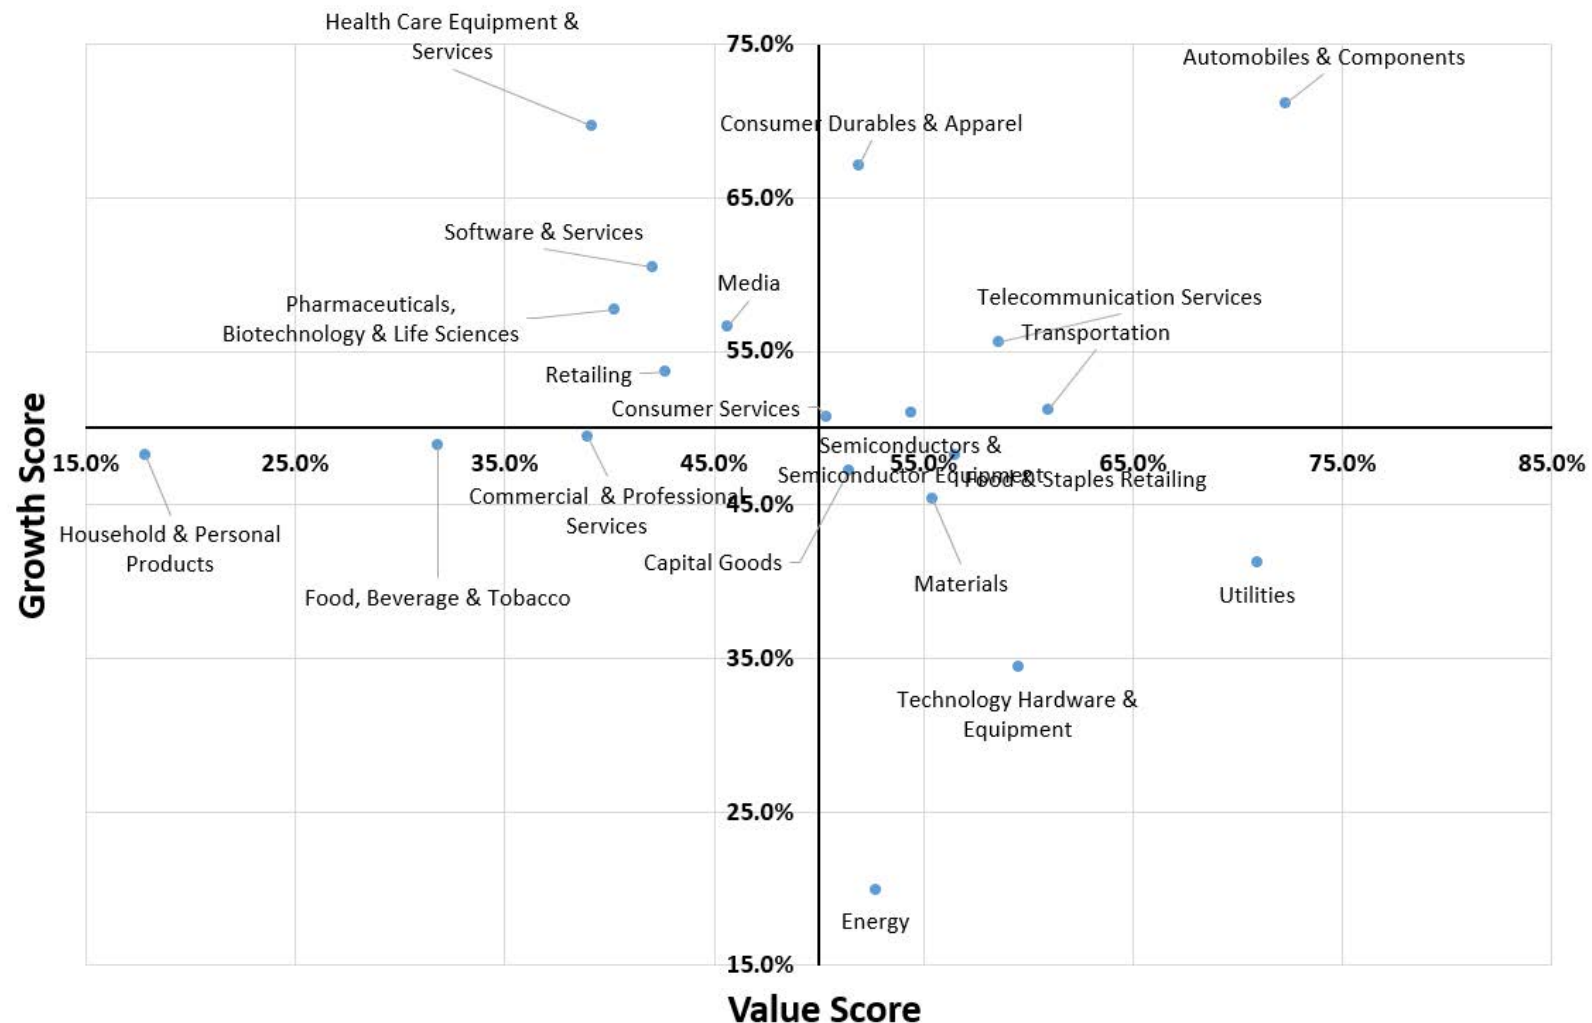 Health Care Equipment &
Services
75.0%
Automobiles & Components
Consumer Durables & Apparel
65.0%
Software & Services
Media
Pharmaceuticals,
Biotechnology & Life Sciences
Telecommunication Services
Transportation
55.0%
Retailing
Consumer Services
Growth Score
Semiconductors &
Semiconductor Equipment
15.0%
25.0%
35.0%
45.0%
55.0%
65.0%
75.0%
85.0%
Food & Staples Retailing
Commercial & Professional
Services
45.0%
Household & Personal
Products
Capital Goods
Materials
Utilities
Food, Beverage & Tobacco
35.0%
Technology Hardware &
Equipment
25.0%
Energy
15.0%
Value Score